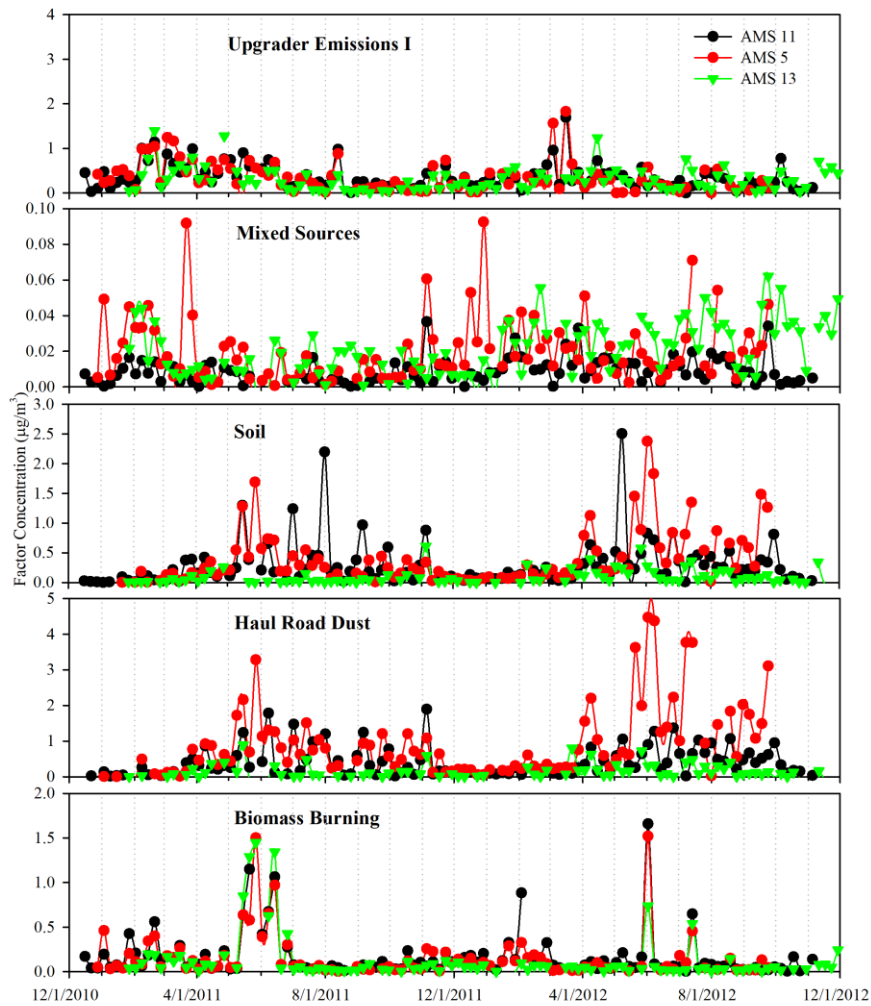 4
3
2
1
0
Upgrader Emissions I
AMS 11
AMS 5
AMS 13
0.10
0.08
0.06
0.04
0.02
0.00
Mixed Sources
Factor Concentration (µg/m³)
3.0
2.5
2.0
1.5
1.0
0.5
0.0
Soil
5
4
3
2
1
0
Haul Road Dust
2.0
1.5
1.0
0.5
0.0
Biomass Burning
12/1/2010 4/1/2011 8/1/2011 12/1/2011 4/1/2012 8/1/2012 12/1/2012